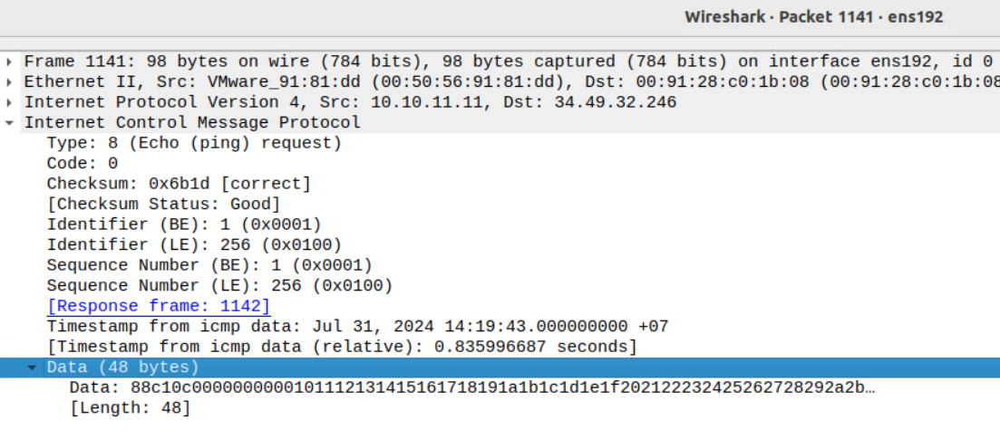 Wireshark · Packet 1141 · ens192
Frame 1141: 98 bytes on wire (784 bits), 98 bytes captured (784 bits) on interface ens192, id 0
Ethernet II, Src: VMware_91:81:dd (00:50:56:91:81:dd), Dst: 00:91:28:c0:1b:08 (00:91:28:c0:1b:08
Internet Protocol Version 4, Src: 10.10.11.11, Dst: 34.49.32.246
Internet Control Message Protocol
Type: 8 (Echo (ping) request)
Code: 0
Checksum: 0x6b1d [correct]
[Checksum Status: Good]
Identifier (BE): 1 (0x0001)
Identifier (LE): 256 (0x0100)
Sequence Number (BE): 1 (0x0001)
Sequence Number (LE): 256 (0x0100)
[Response frame: 1142]
Timestamp from icmp data: Jul 31, 2024 14:19:43.000000000 +07
[Timestamp from icmp data (relative): 0.835996687 seconds]
Data (48 bytes)
Data: 88c10c0000000000101112131415161718191a1b1c1d1e1f202122232425262728292a2b…
[Length: 48]